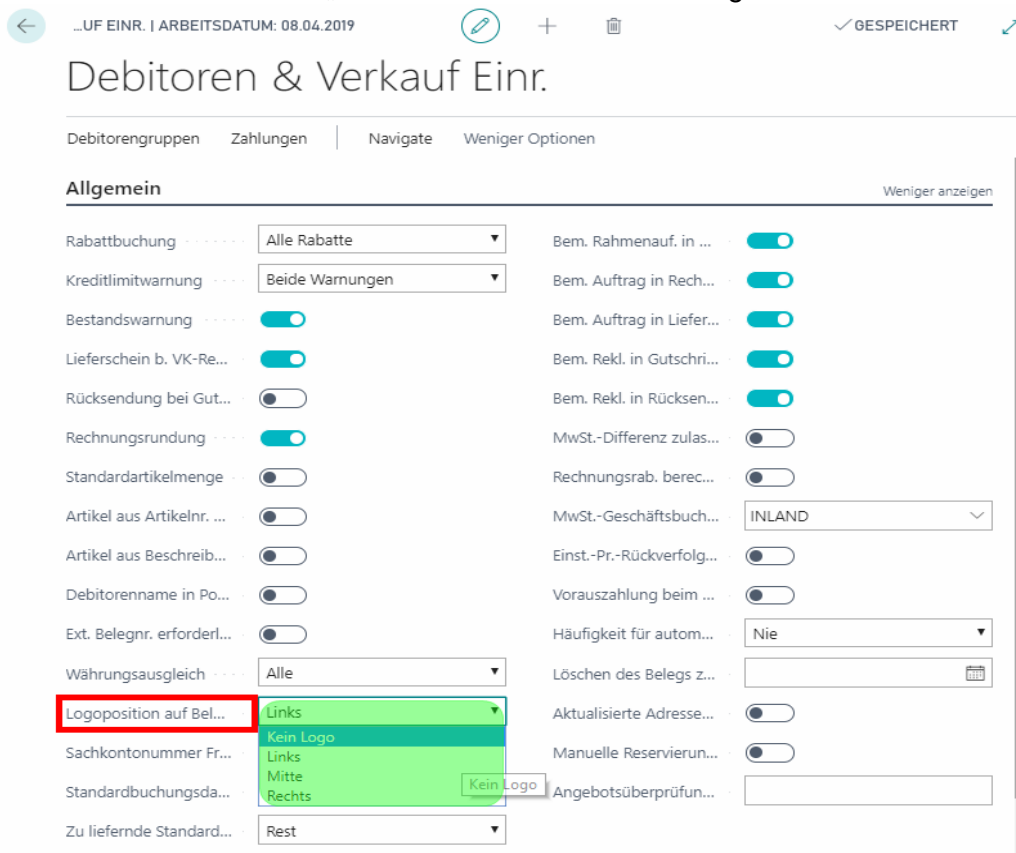 ...UF EINR. | ARBEITSDATUM: 08.04.2019
GESPEICHERT
Debitoren & Verkauf Einr.
Debitorengruppen Zahlungen | Navigate Weniger Optionen
Allgemein
Weniger anzeigen
Rabattbuchung Alle Rabatte
Kreditlimitwarnung Beide Warnungen
Bestandswarnung
Lieferschein b. VK-Re...
Rücksendung bei Gut...
Rechnungsrundung
Standardartikelmenge
Artikel aus Artikelnr. ...
Artikel aus Beschreib...
Debitorenname in Po...
Ext. Belegnr. erforderl...
Währungsausgleich Alle
Logoposition auf Bel... Links
Kein Logo
Links
Mitte
Rechts
Kein Logo
Sachkontonummer Fr...
Standardbuchungsda...
Zu liefernde Standard... Rest
Bem. Rahmenauf. in ...
Bem. Auftrag in Rech...
Bem. Auftrag in Liefer...
Bem. Rekl. in Gutschri...
Bem. Rekl. in Rücksen...
MwSt.-Differenz zulas...
Rechnungsrab. berec...
MwSt.-Geschäftsbuch... INLAND
Einst.-Pr.-Rückverfolg...
Vorauszahlung beim ...
Häufigkeit für autom... Nie
Löschen des Belegs z...
Aktualisierte Adresse...
Manuelle Reservierun...
Angebotsüberprüfun...